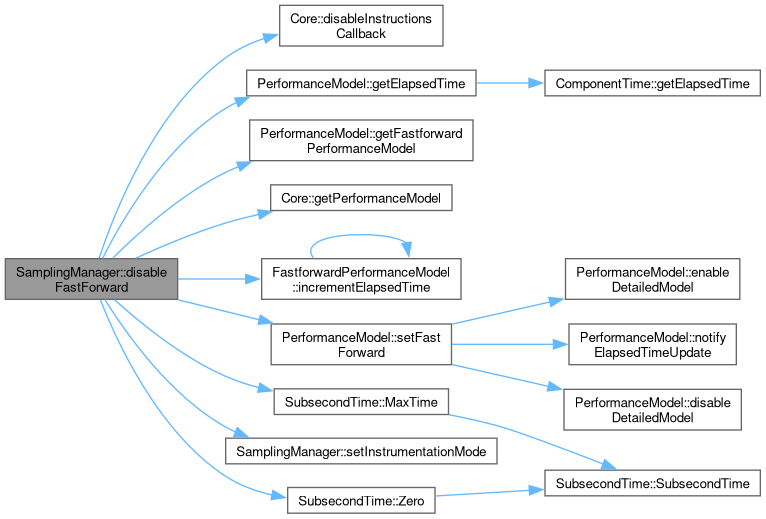 SamplingManager::disable
FastForward
Core::disableInstructions
Callback
PerformanceModel::getElapsedTime
ComponentTime::getElapsedTime
PerformanceModel::getFastforward
PerformanceModel
Core::getPerformanceModel
FastforwardPerformanceModel
::incrementElapsedTime
PerformanceModel::setFast
Forward
PerformanceModel::enable
DetailedModel
PerformanceModel::notify
ElapsedTimeUpdate
PerformanceModel::disable
DetailedModel
SubsecondTime::MaxTime
SamplingManager::setInstrumentationMode
SubsecondTime::Zero
SubsecondTime::SubsecondTime